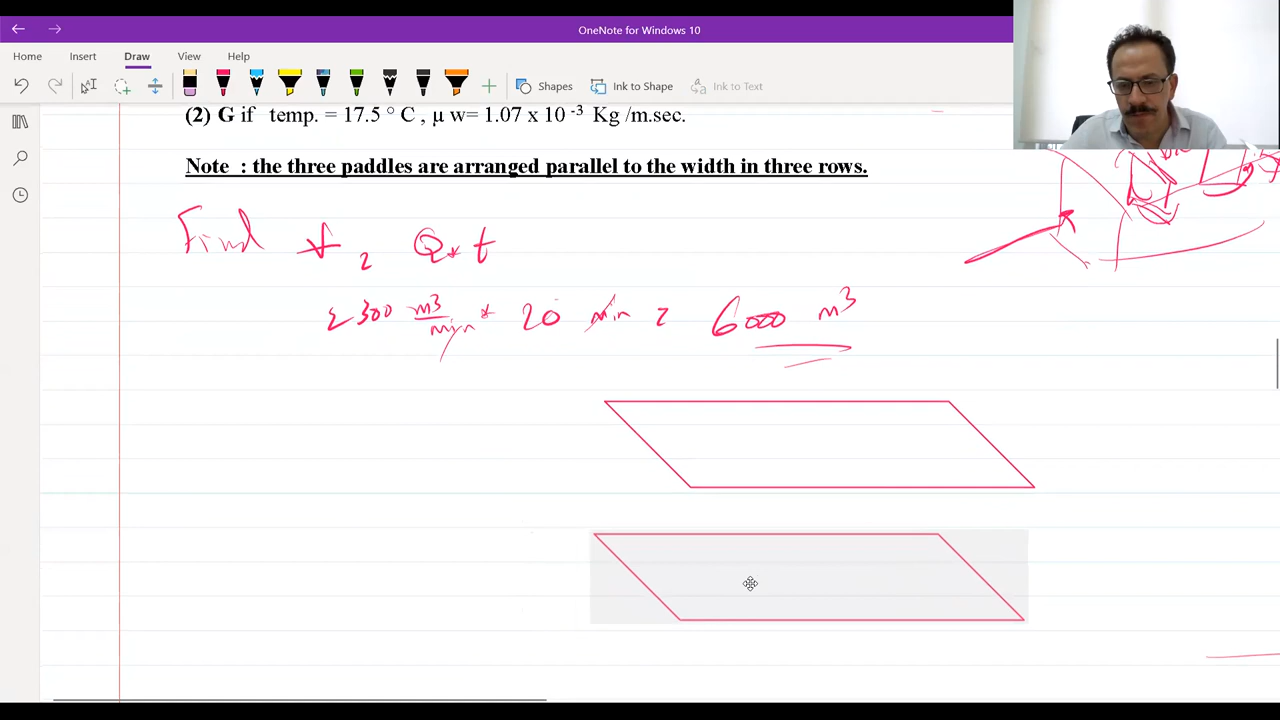 OneNote for Windows 10
Home Insert Draw View Help
Shapes Ink to Shape Ink to Text
(2) G if temp. = 17.5 ° C , µ w= 1.07 x 10 -3 Kg /m.sec.
Note : the three paddles are arranged parallel to the width in three rows.
Find V = Q * t
= 300 m3/min * 20 min = 6000 m3